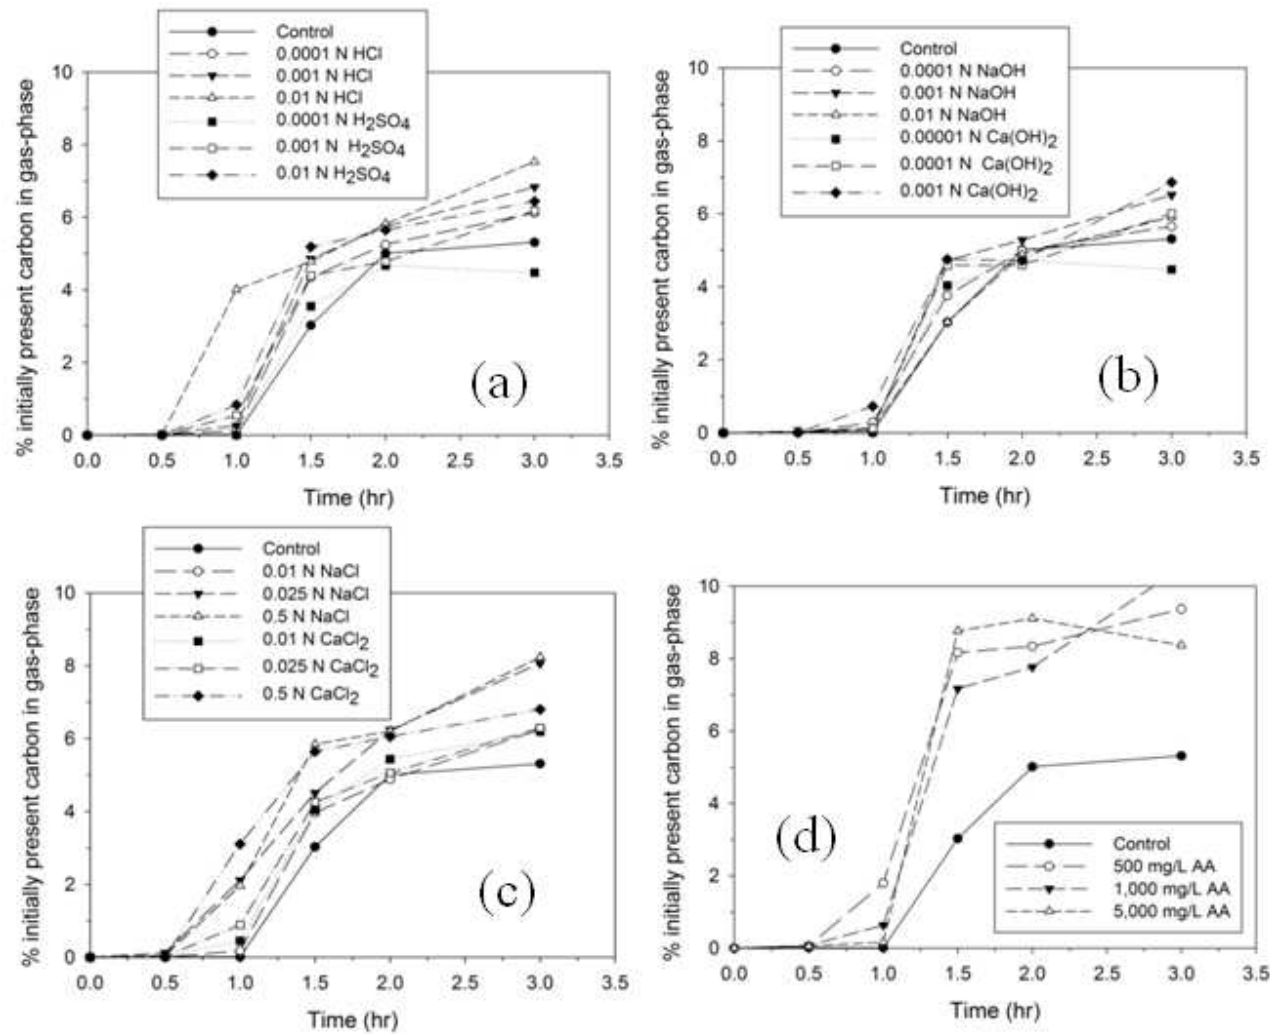 Control
0.0001 N HCl
0.001 N HCl
0.01 N HCl
0.0001 N H2SO4
0.001 N H2SO4
0.01 N H2SO4
% initially present carbon in gas-phase
10
8
6
4
2
0
(a)
0.0 0.5 1.0 1.5 2.0 2.5 3.0 3.5
Time (hr)
Control
0.0001 N NaOH
0.001 N NaOH
0.01 N NaOH
0.00001 N Ca(OH)2
0.0001 N Ca(OH)2
0.001 N Ca(OH)2
% initially present carbon in gas-phase
10
8
6
4
2
0
(b)
0.0 0.5 1.0 1.5 2.0 2.5 3.0 3.5
Time (hr)
Control
0.01 N NaCl
0.025 N NaCl
0.5 N NaCl
0.01 N CaCl2
0.025 N CaCl2
0.5 N CaCl2
% initially present carbon in gas-phase
10
8
6
4
2
0
(c)
0.0 0.5 1.0 1.5 2.0 2.5 3.0 3.5
Time (hr)
% initially present carbon in gas-phase
10
8
6
4
2
0
(d)
Control
500 mg/L AA
1,000 mg/L AA
5,000 mg/L AA
0.0 0.5 1.0 1.5 2.0 2.5 3.0 3.5
Time (hr)